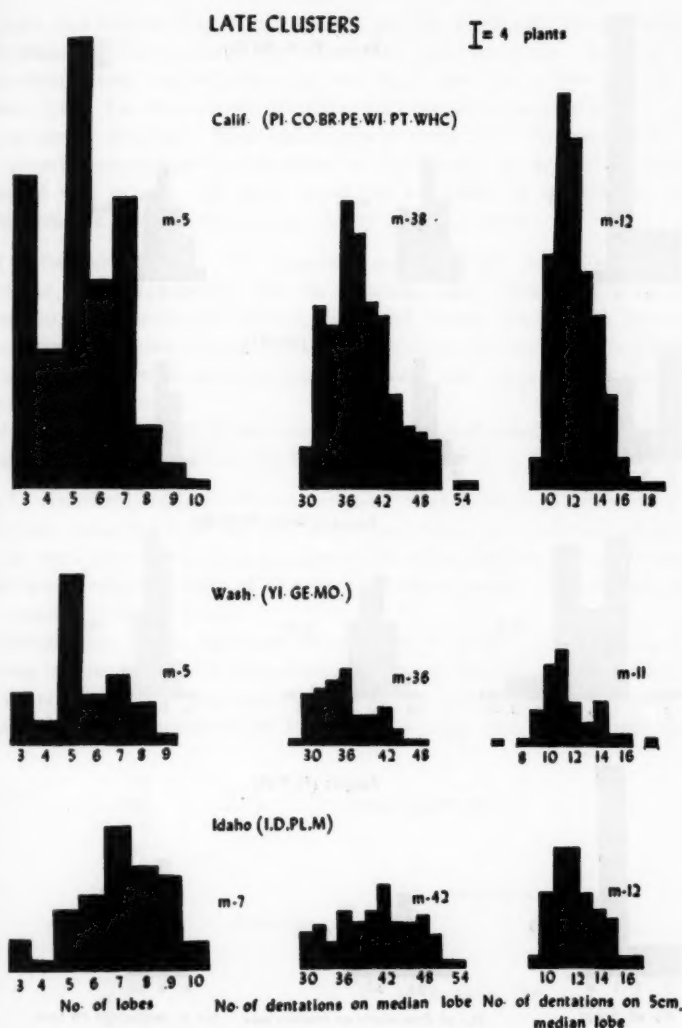 LATE CLUSTERS
I = 4 plants
Calif. (PI·CO·BR·PE·WI·PT·WHC)
m-5
m-38
m-12
3 4 5 6 7 8 9 10
30 36 42 48 54
10 12 14 16 18
Wash· (YI·GE·MO·)
m-5
m-36
m-11
3 4 5 6 7 8 9
30 36 42 48
8 10 12 14 16
Idaho (I.D.PL.M)
m-7
m-42
m-12
3 4 5 6 7 8 .9 10
30 36 42 48 54
10 12 14 16
No· of lobes
No· of dentations on median lobe
No· of dentations on 5cm,
median lobe